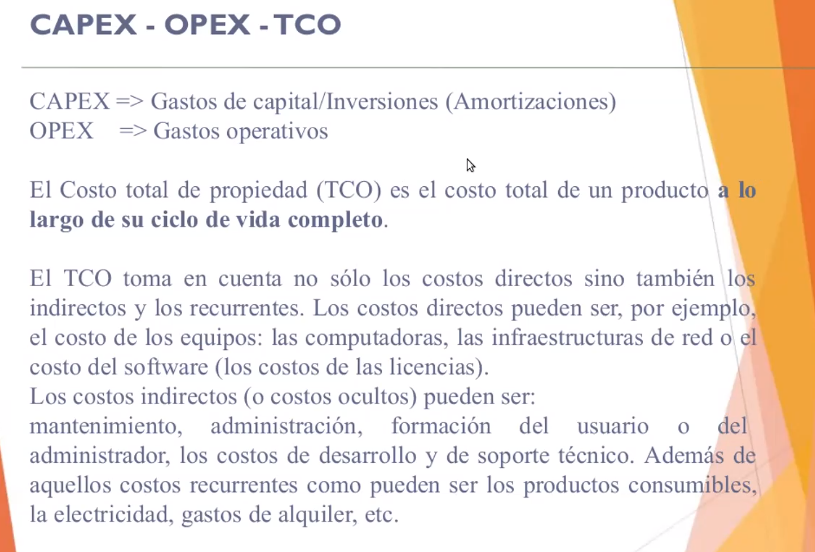 CAPEX - OPEX - TCO
CAPEX => Gastos de capital/Inversiones (Amortizaciones)
OPEX => Gastos operativos
El Costo total de propiedad (TCO) es el costo total de un producto a lo
largo de su ciclo de vida completo.
El TCO toma en cuenta no sólo los costos directos sino también los
indirectos y los recurrentes. Los costos directos pueden ser, por ejemplo,
el costo de los equipos: las computadoras, las infraestructuras de red o el
costo del software (los costos de las licencias).
Los costos indirectos (o costos ocultos) pueden ser:
mantenimiento, administración, formación del usuario o del
administrador, los costos de desarrollo y de soporte técnico. Además de
aquellos costos recurrentes como pueden ser los productos consumibles,
la electricidad, gastos de alquiler, etc.